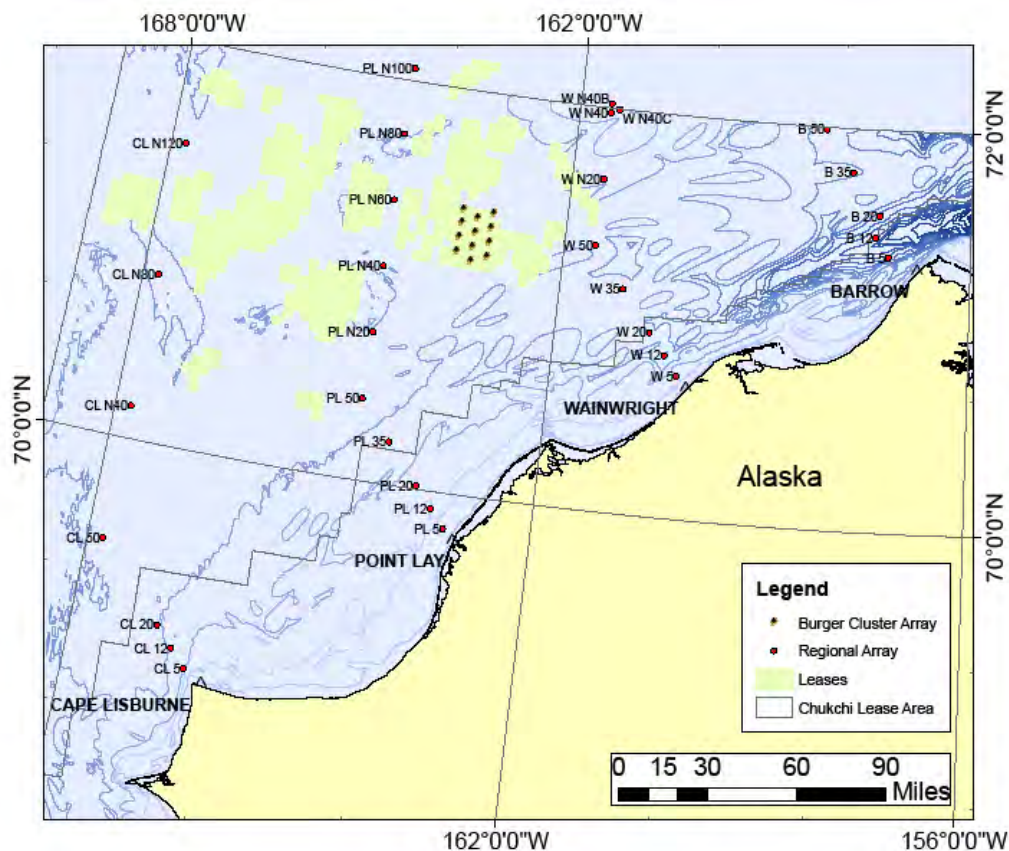 168°0'0"W
162°0'0"W
PL N100
W N40B
W N40
W N40C
B 50
72°0'0"N
CL N120
PL N80
B 35
W N20
PL N60
B 20
B 12
W 50
B 5
PL N40
CL N80
W 35
BARROW
PL N20
W 20
W 12
W 5
PL 50
CL N40
WAINWRIGHT
70°0'0"N
PL 35
Alaska
PL 20
PL 12
PL 5
CL 50
70°0'0"N
POINT LAY
CL 20
CL 12
CL 5
CAPE LISBURNE
Legend
Burger Cluster Array
Regional Array
Leases
Chukchi Lease Area
0 15 30 60 90
Miles
162°0'0"W
156°0'0"W